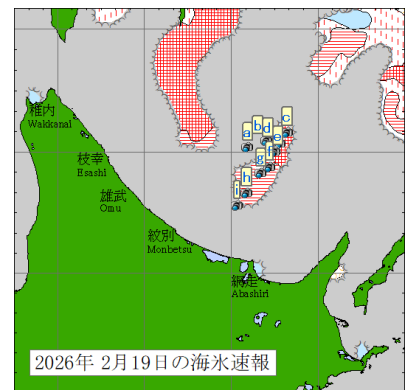 稚内
Wakkanai
枝幸
Esashi
雄武
Omu
紋別
Monbetsu
網走
Abashiri
a
b
d
c
e
f
g
h
i
2026年 2月19日の海氷速報